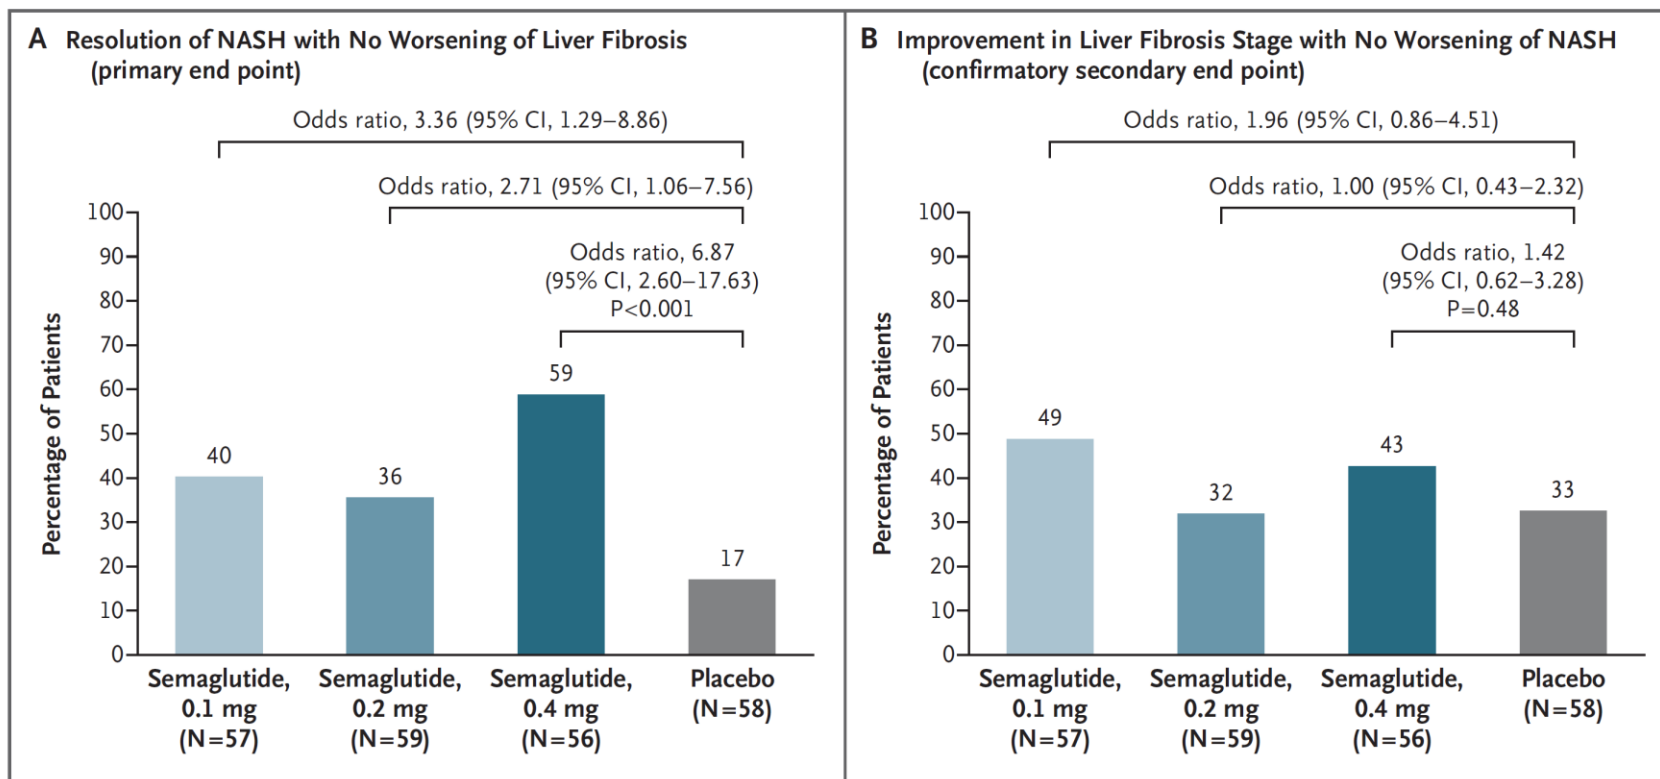 A Resolution of NASH with No Worsening of Liver Fibrosis
(primary end point)
Odds ratio, 3.36 (95% CI, 1.29–8.86)
Odds ratio, 2.71 (95% CI, 1.06–7.56)
Odds ratio, 6.87
(95% CI, 2.60–17.63)
P<0.001
Percentage of Patients
100
90
80
70
60
50
40
30
20
10
0
40
36
59
17
Semaglutide,
0.1 mg
(N=57)
Semaglutide,
0.2 mg
(N=59)
Semaglutide,
0.4 mg
(N=56)
Placebo
(N=58)
B Improvement in Liver Fibrosis Stage with No Worsening of NASH
(confirmatory secondary end point)
Odds ratio, 1.96 (95% CI, 0.86–4.51)
Odds ratio, 1.00 (95% CI, 0.43–2.32)
Odds ratio, 1.42
(95% CI, 0.62–3.28)
P=0.48
Percentage of Patients
100
90
80
70
60
50
40
30
20
10
0
49
32
43
33
Semaglutide,
0.1 mg
(N=57)
Semaglutide,
0.2 mg
(N=59)
Semaglutide,
0.4 mg
(N=56)
Placebo
(N=58)